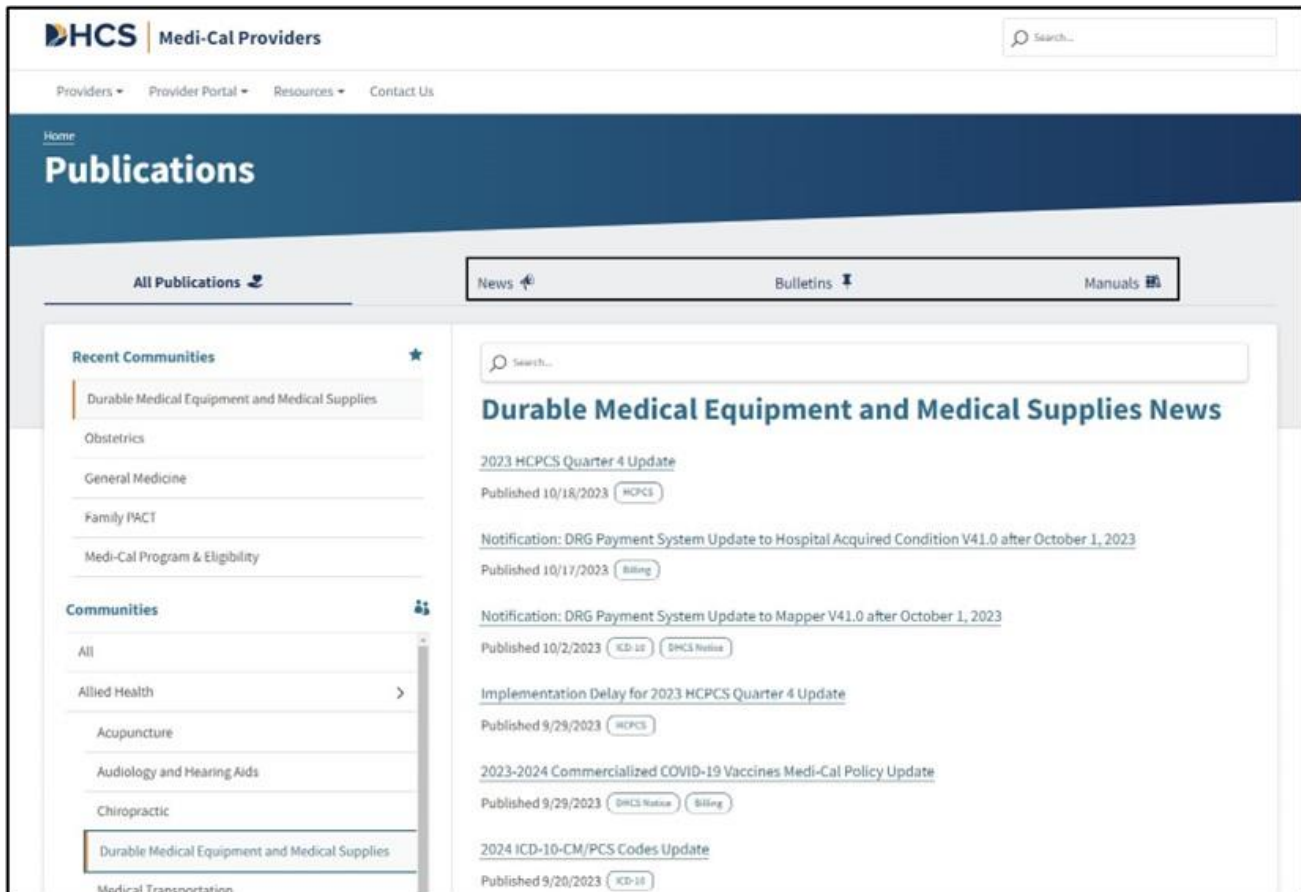 DHCS | Medi-Cal Providers
Search...
Providers Provider Portal Resources Contact Us
Home
Publications
All Publications News Bulletins Manuals
Recent Communities
Durable Medical Equipment and Medical Supplies
Obstetrics
General Medicine
Family PACT
Medi-Cal Program & Eligibility
Communities
All
Allied Health
Acupuncture
Audiology and Hearing Aids
Chiropractic
Durable Medical Equipment and Medical Supplies
Medical Transportation
Search...
Durable Medical Equipment and Medical Supplies News
2023 HCPCS Quarter 4 Update
Published 10/18/2023 HCPCS
Notification: DRG Payment System Update to Hospital Acquired Condition V41.0 after October 1, 2023
Published 10/17/2023 Billing
Notification: DRG Payment System Update to Mapper V41.0 after October 1, 2023
Published 10/2/2023 ICD-10 DHCS Notice
Implementation Delay for 2023 HCPCS Quarter 4 Update
Published 9/29/2023 HCPCS
2023-2024 Commercialized COVID-19 Vaccines Medi-Cal Policy Update
Published 9/29/2023 DHCS Notice Billing
2024 ICD-10-CM/PCS Codes Update
Published 9/20/2023 ICD-10